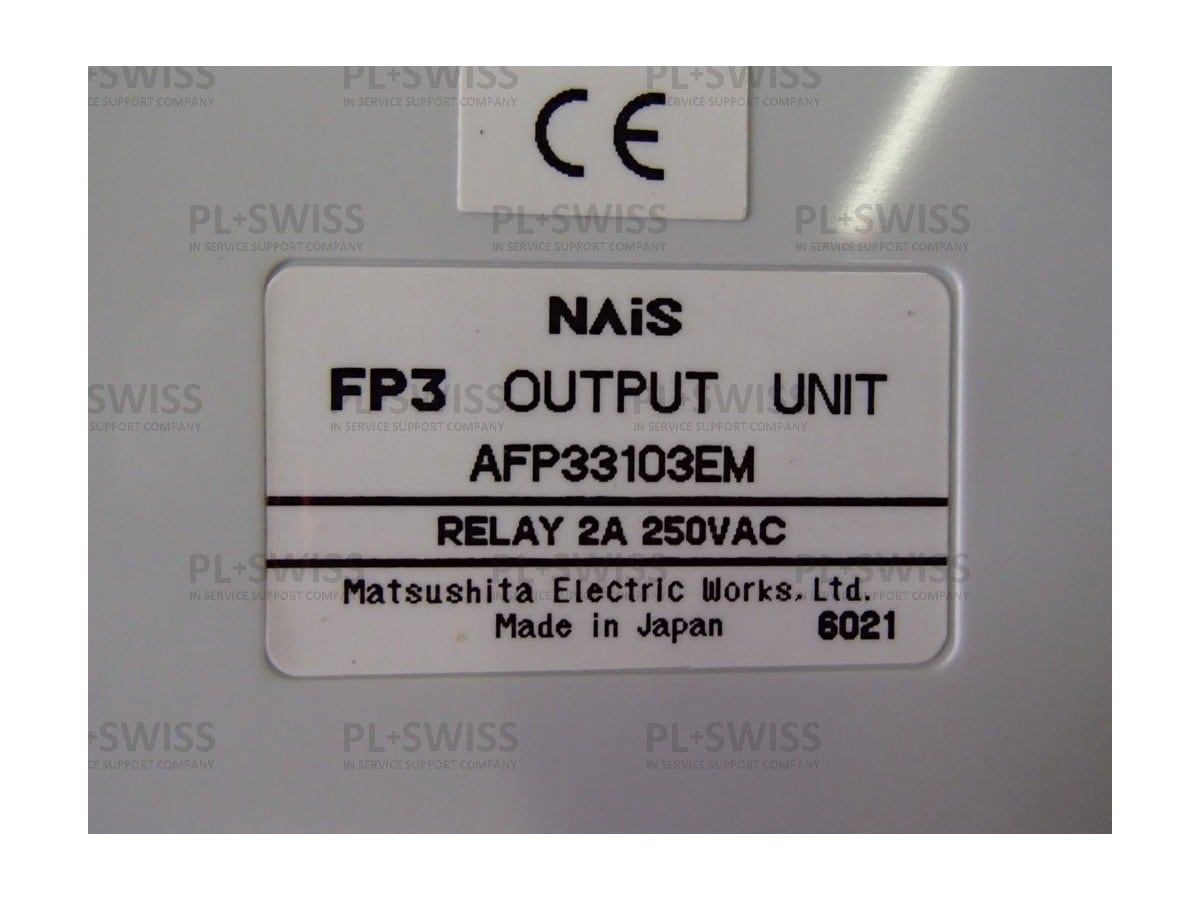 CE
NAiS
FP3 OUTPUT UNIT
AFP33103EM
RELAY 2A 250VAC
Matsushita Electric Works, Ltd.
Made in Japan 6021
PL+SWISS
IN SERVICE SUPPORT COMPANY